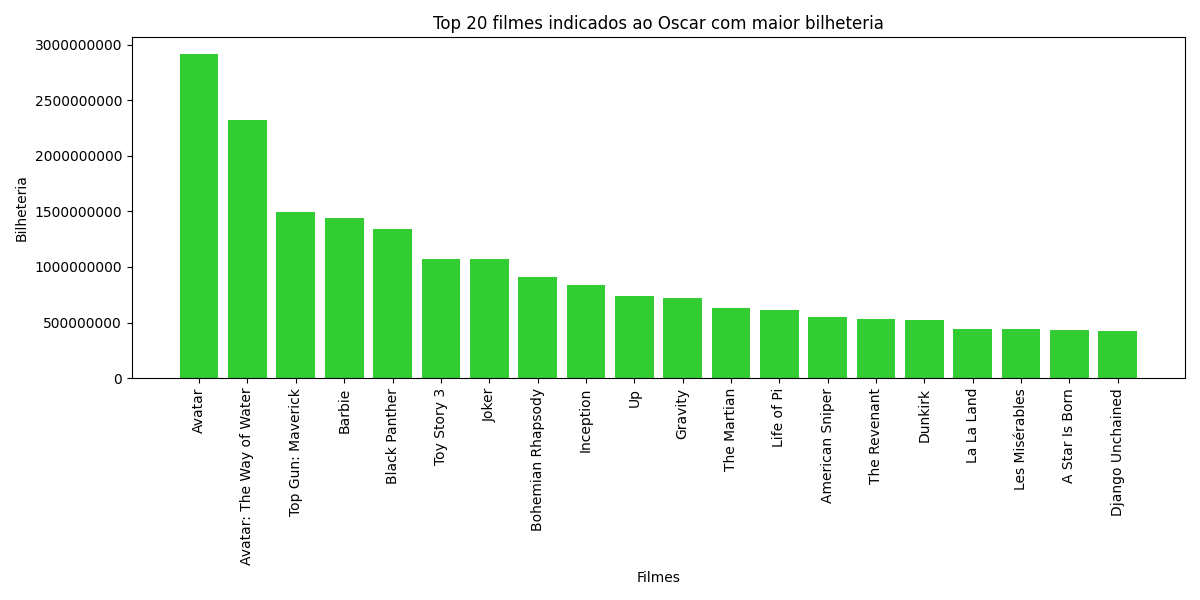 Top 20 filmes indicados ao Oscar com maior bilheteria
Bilheteria
3000000000
2500000000
2000000000
1500000000
1000000000
500000000
0
Avatar
Avatar: The Way of Water
Top Gun: Maverick
Barbie
Black Panther
Toy Story 3
Joker
Bohemian Rhapsody
Inception
Up
Gravity
The Martian
Life of Pi
American Sniper
The Revenant
Dunkirk
La La Land
Les Misérables
A Star Is Born
Django Unchained
Filmes